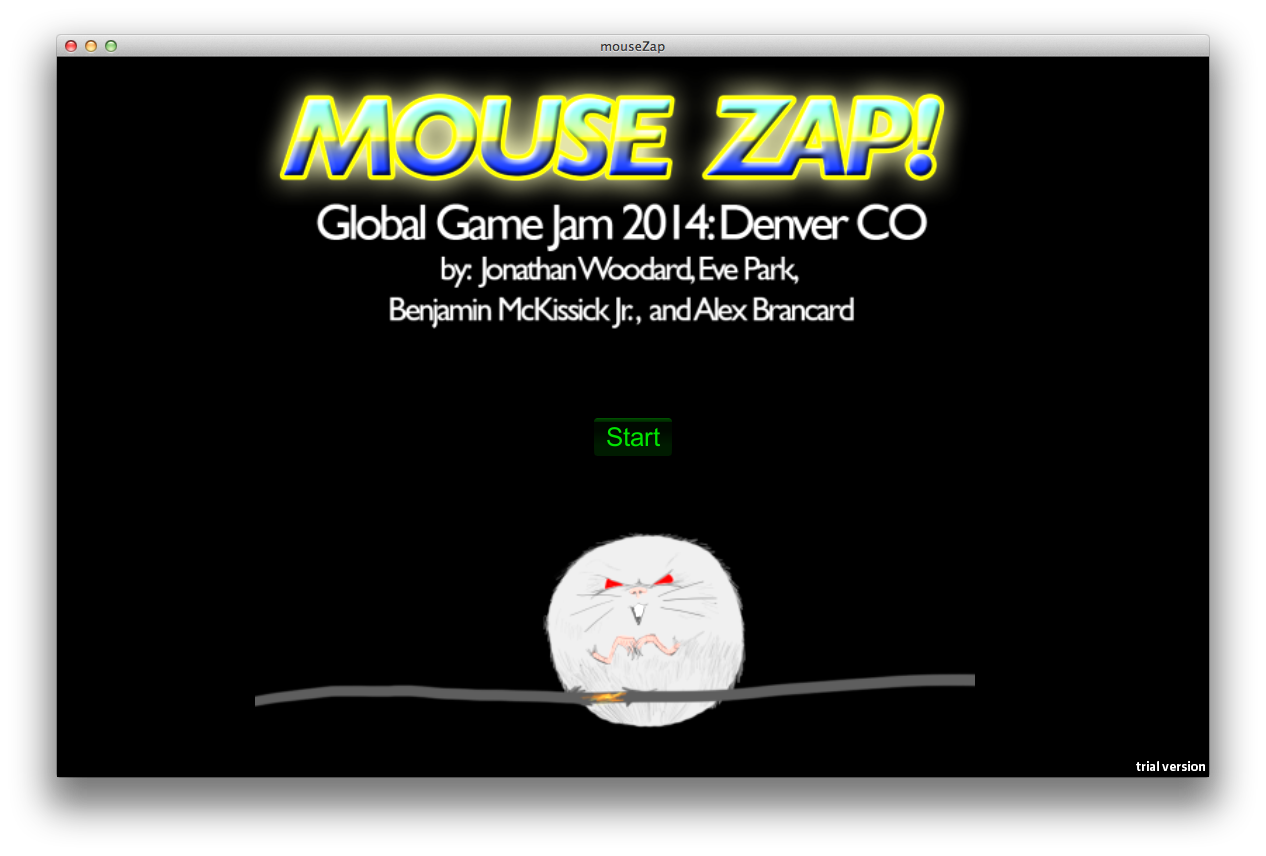 mouseZap
MOUSE ZAP!
Global Game Jam 2014: Denver CO
by: Jonathan Woodard, Eve Park,
Benjamin McKissick Jr., and Alex Brancard
Start
trial version